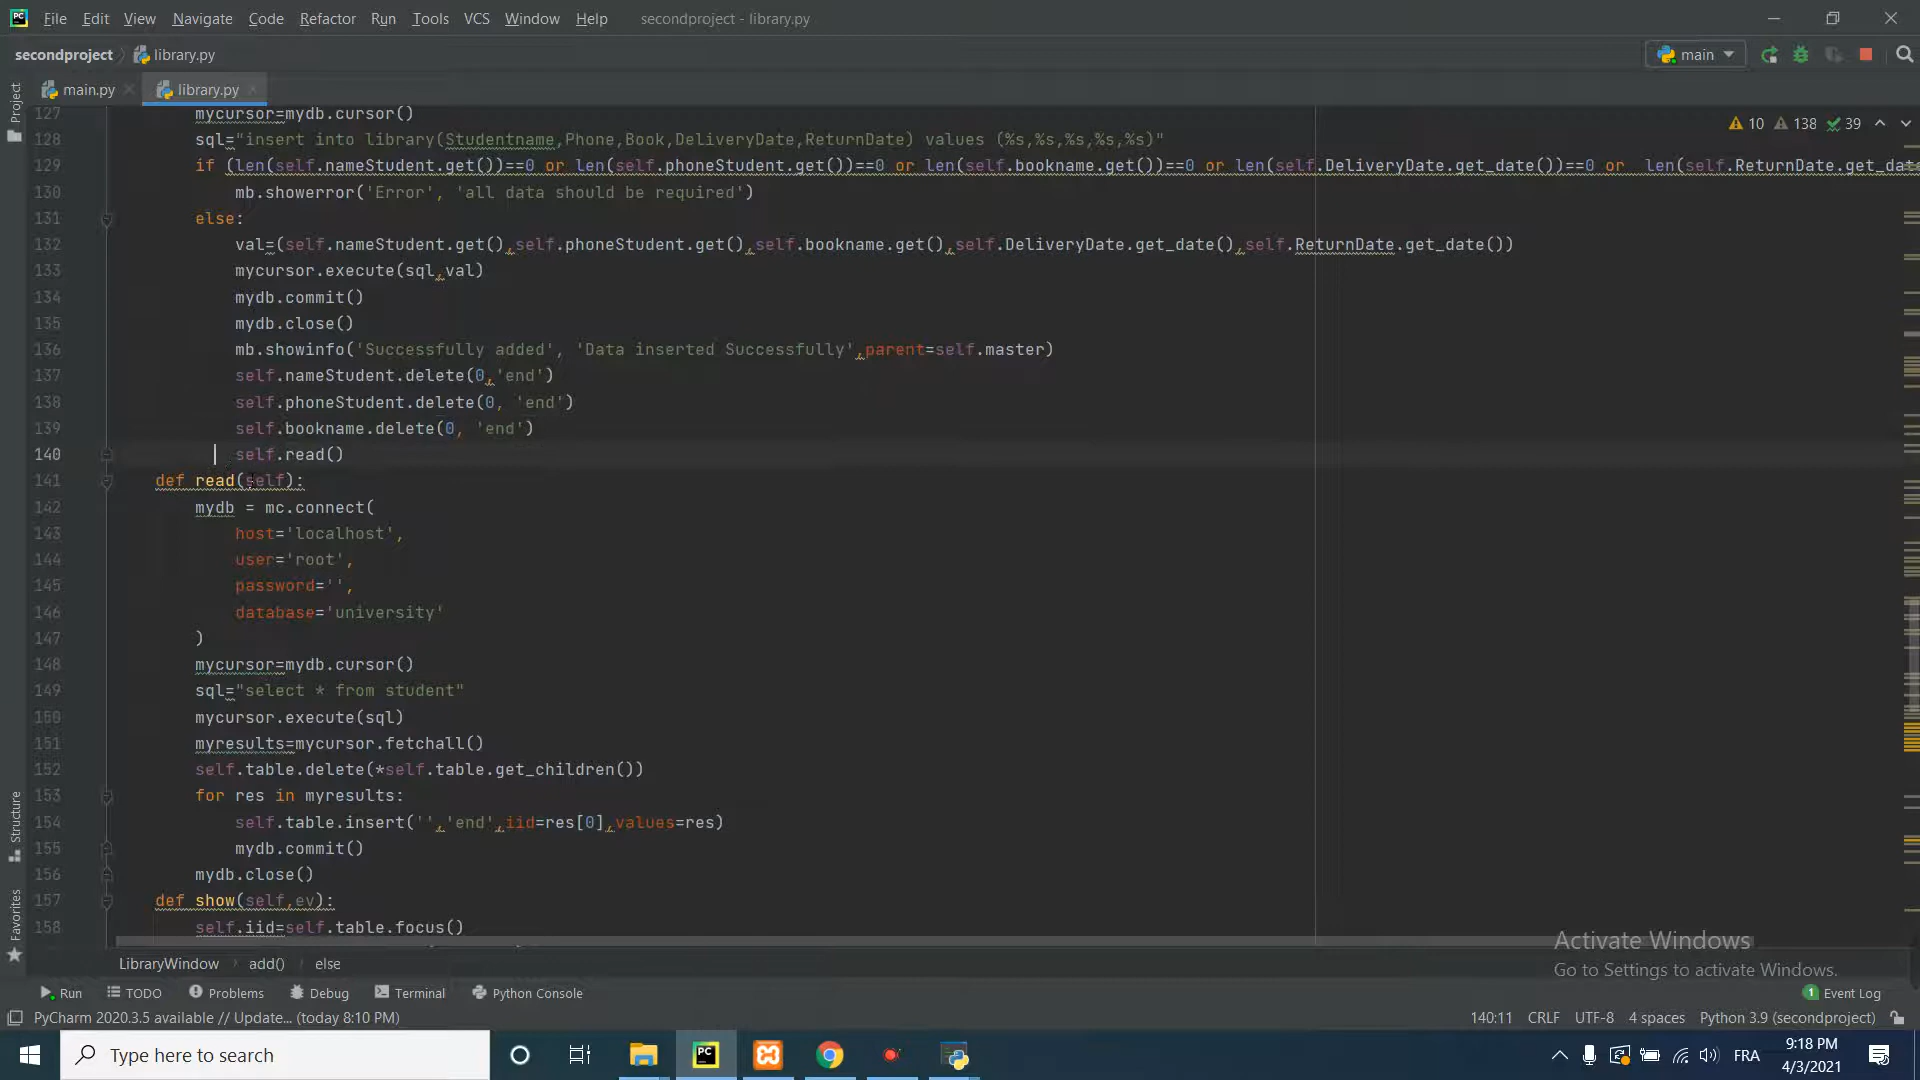 File Edit View Navigate Code Refactor Run Tools VCS Window Help secondproject - library.py
secondproject library.py main
main.py library.py
Project
10 138 39
127 mycursor=mydb.cursor()
128 sql="insert into library(Studentname,Phone,Book,DeliveryDate,ReturnDate) values (%s,%s,%s,%s,%s)"
129 if (len(self.nameStudent.get())==0 or len(self.phoneStudent.get())==0 or len(self.bookname.get())==0 or len(self.DeliveryDate.get_date())==0 or len(self.ReturnDate.get_date
130 mb.showerror('Error', 'all data should be required')
131 else:
132 val=(self.nameStudent.get(),self.phoneStudent.get(),self.bookname.get(),self.DeliveryDate.get_date(),self.ReturnDate.get_date())
133 mycursor.execute(sql,val)
134 mydb.commit()
135 mydb.close()
136 mb.showinfo('Successfully added', 'Data inserted Successfully',parent=self.master)
137 self.nameStudent.delete(0,'end')
138 self.phoneStudent.delete(0, 'end')
139 self.bookname.delete(0, 'end')
140 self.read()
141 def read(self):
142 mydb = mc.connect(
143 host='localhost',
144 user='root',
145 password='',
146 database='university'
147 )
148 mycursor=mydb.cursor()
149 sql="select * from student"
150 mycursor.execute(sql)
151 myresults=mycursor.fetchall()
152 self.table.delete(*self.table.get_children())
153 for res in myresults:
154 self.table.insert('','end',iid=res[0],values=res)
155 mydb.commit()
156 mydb.close()
157 def show(self,ev):
158 self.iid=self.table.focus()
Structure
Favorites
Activate Windows
Go to Settings to activate Windows.
LibraryWindow add() else
Run TODO Problems Debug Terminal Python Console 1 Event Log
PyCharm 2020.3.5 available // Update... (today 8:10 PM) 140:11 CRLF UTF-8 4 spaces Python 3.9 (secondproject)
Type here to search PC FRA 9:18 PM
4/3/2021